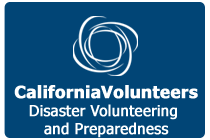 CaliforniaVolunteers
Disaster Volunteering
and Preparedness